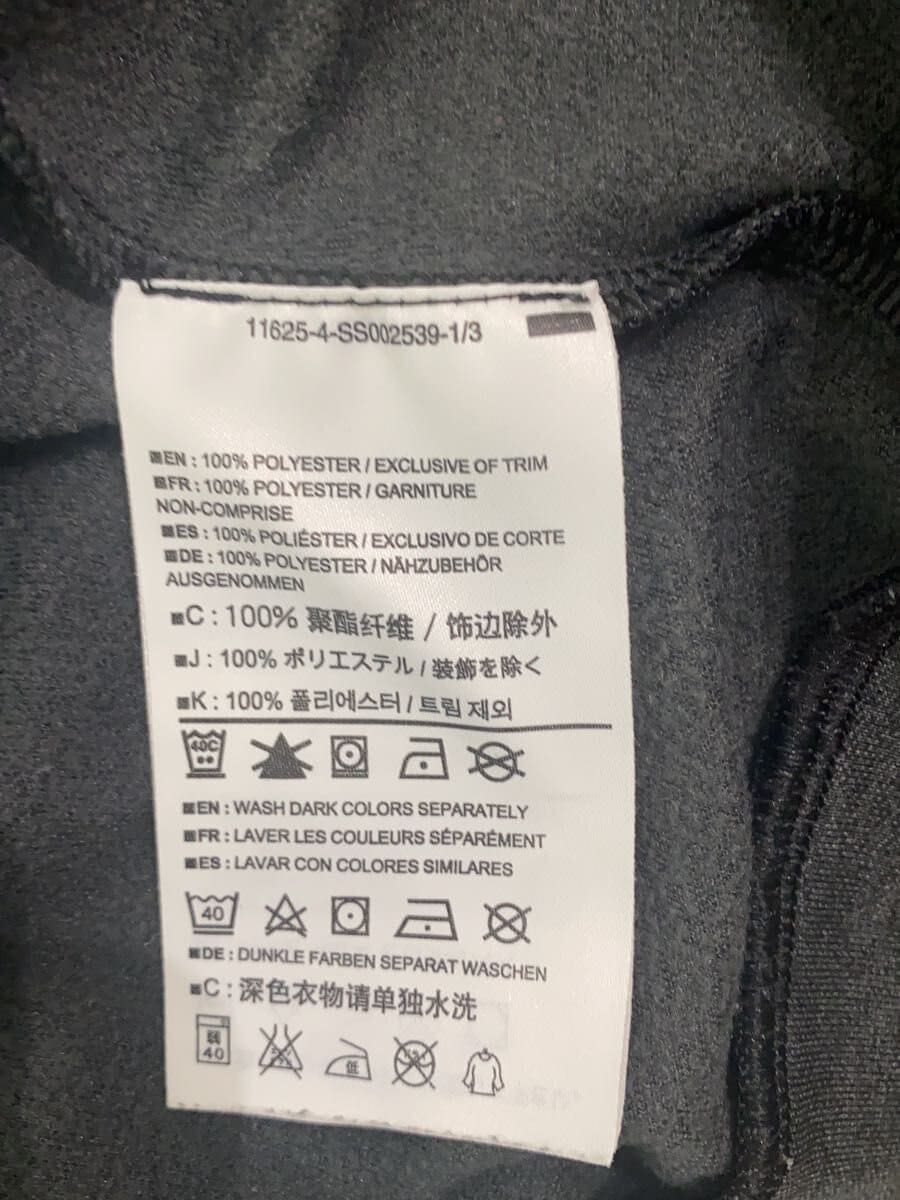 11625-4-SS002539-1/3
EN : 100% POLYESTER / EXCLUSIVE OF TRIM
FR : 100% POLYESTER / GARNITURE
NON-COMPRISE
ES : 100% POLIÉSTER / EXCLUSIVO DE CORTE
DE : 100% POLYESTER / NÄHZUBEHÖR
AUSGENOMMEN
C : 100% 聚酯纤维 / 饰边除外
J : 100% ポリエステル / 装飾を除く
K : 100% 폴리에스터 / 트림 제외
40C
EN : WASH DARK COLORS SEPARATELY
FR : LAVER LES COULEURS SÉPARÉMENT
ES : LAVAR CON COLORES SIMILARES
40
DE : DUNKLE FARBEN SEPARAT WASCHEN
C : 深色衣物请单独水洗
弱
40
低